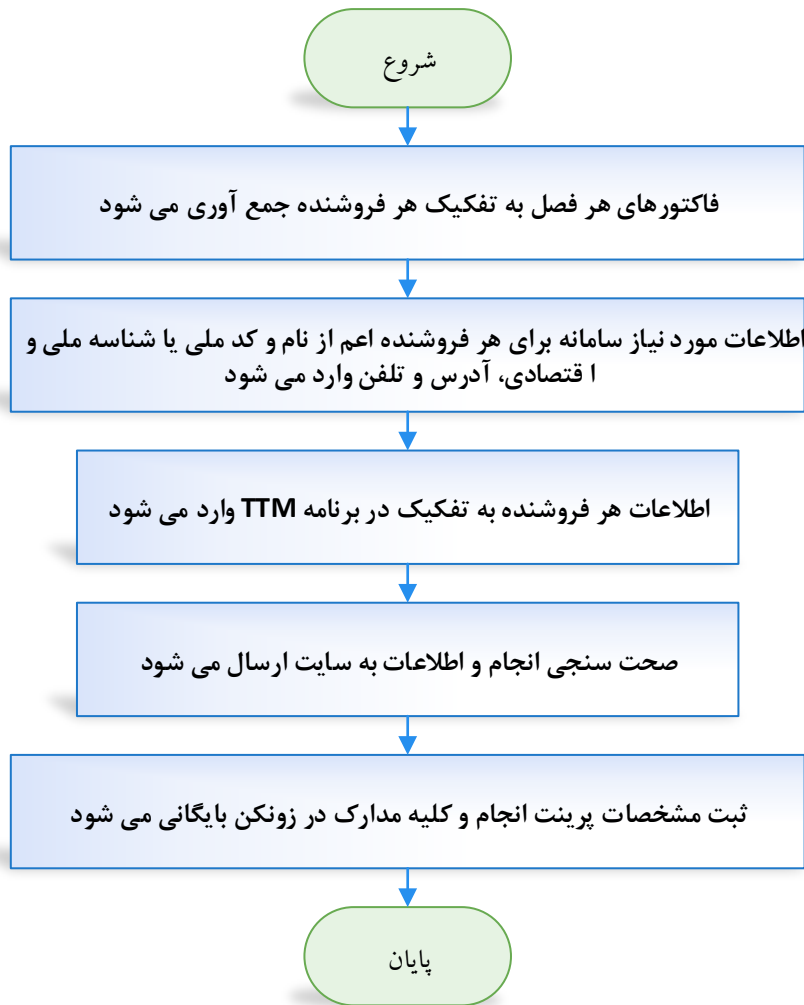 شروع
فاکتورهای هر فصل به تفکیک هر فروشنده جمع آوری می شود
اطلاعات مورد نیاز سامانه برای هر فروشنده اعم از نام و کد ملی یا شناسه ملی و
ا قتصادی، آدرس و تلفن وارد می شود
اطلاعات هر فروشنده به تفکیک در برنامه TTM وارد می شود
صحت سنجی انجام و اطلاعات به سایت ارسال می شود
ثبت مشخصات پرینت انجام و کلیه مدارک در زونکن بایگانی می شود
پایان